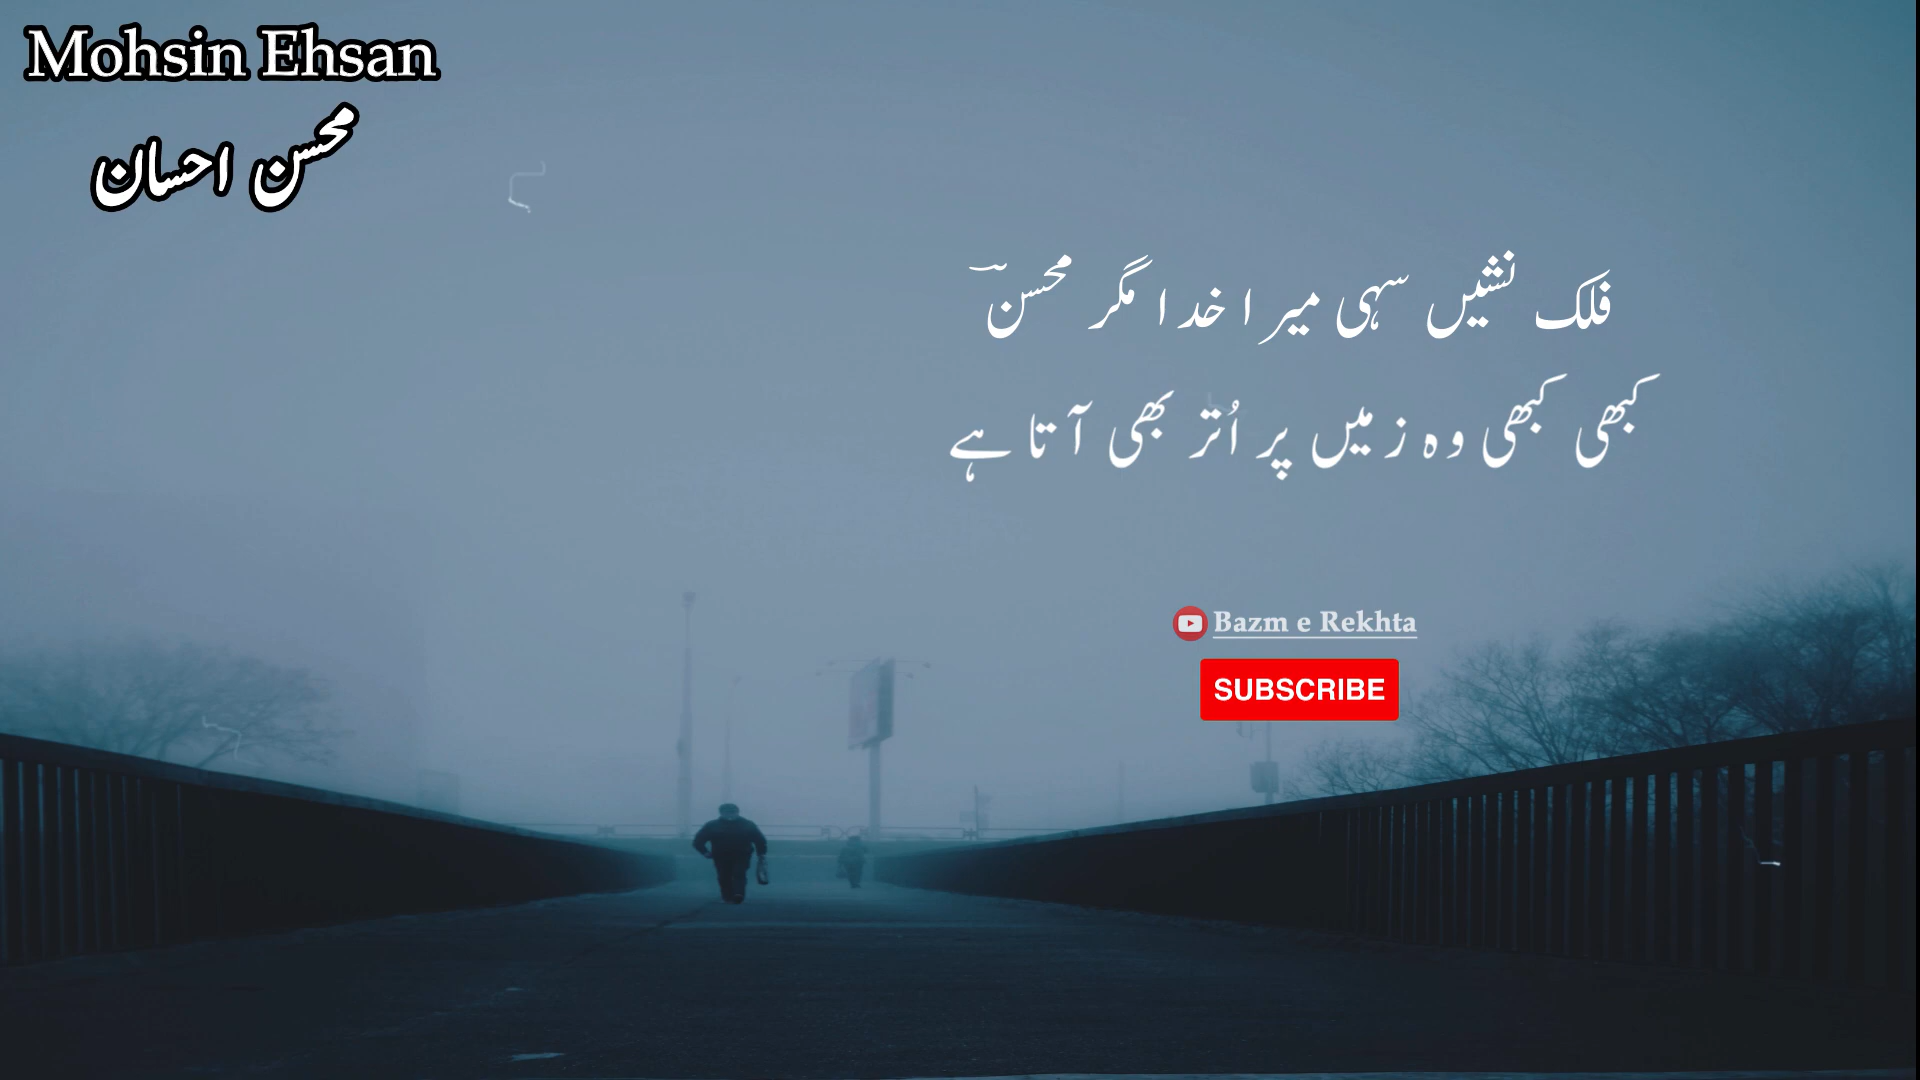 Mohsin Ehsan
محسن احسان
فلک نشیں سہی میرا خدا مگر محسنؔ
کبھی کبھی وہ زمیں پر اُتر بھی آتا ہے
Bazm e Rekhta
SUBSCRIBE